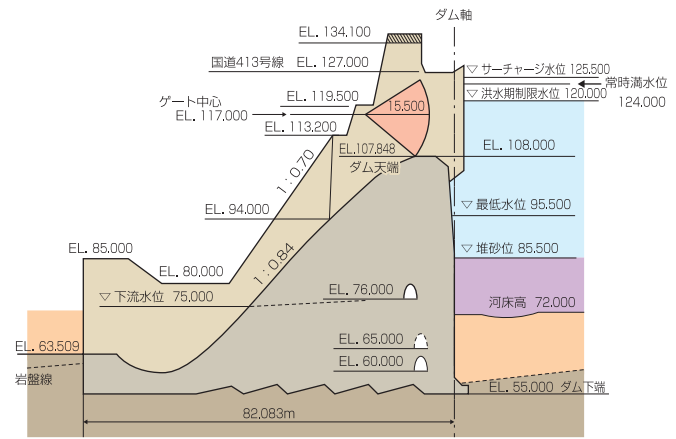 ダム軸
EL. 134.100
国道413号線 EL. 127.000
▽ サーチャージ水位 125.500
常時満水位
124.000
▽ 洪水期制限水位 120.000
EL. 119.500
ゲート中心
EL. 117.000
15.500
EL. 113.200
EL.107.848
ダム天端
EL. 108.000
1：0.70
EL. 94.000
▽ 最低水位 95.500
1：0.84
EL. 85.000
▽ 堆砂位 85.500
EL. 80.000
▽ 下流水位 75.000
EL. 76.000
河床高 72.000
EL. 65.000
EL. 63.509
EL. 60.000
岩盤線
EL. 55.000 ダム下端
82.083m